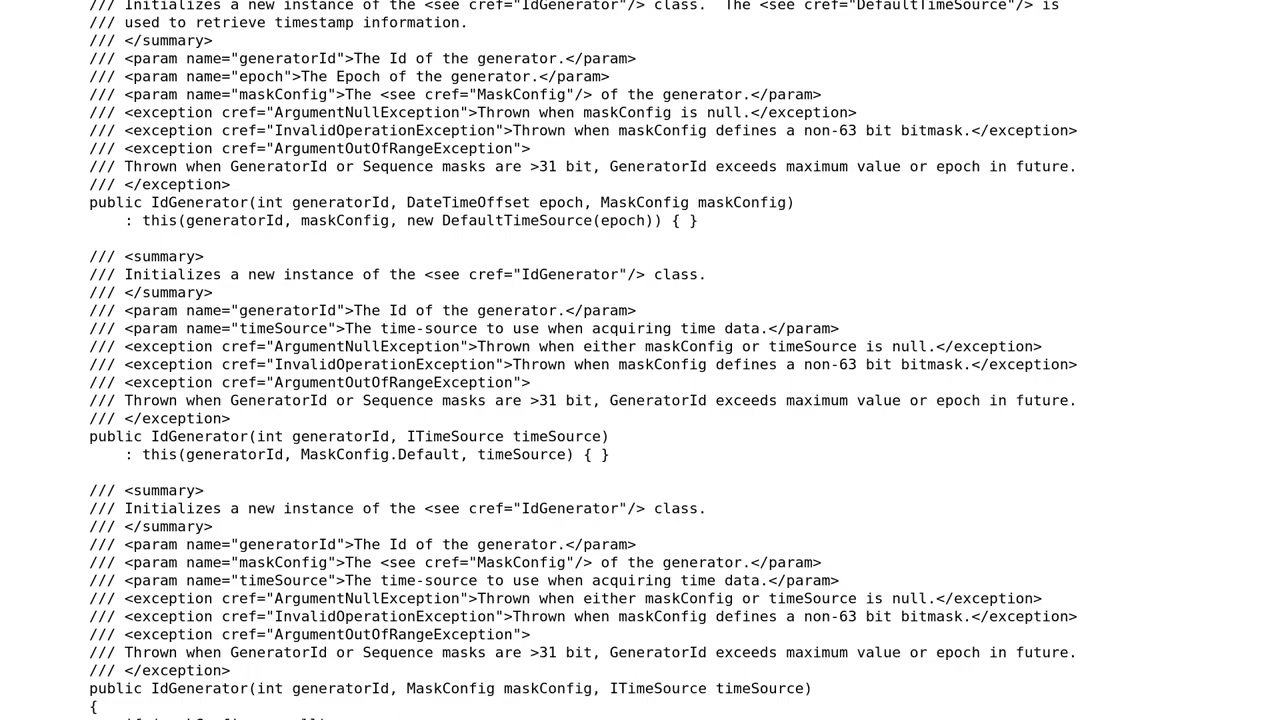 /// Initializes a new instance of the <see cref="IdGenerator"/> class.  The <see cref="DefaultTimeSource"/> is
/// used to retrieve timestamp information.
/// </summary>
/// <param name="generatorId">The Id of the generator.</param>
/// <param name="epoch">The Epoch of the generator.</param>
/// <param name="maskConfig">The <see cref="MaskConfig"/> of the generator.</param>
/// <exception cref="ArgumentNullException">Thrown when maskConfig is null.</exception>
/// <exception cref="InvalidOperationException">Thrown when maskConfig defines a non-63 bit bitmask.</exception>
/// <exception cref="ArgumentOutOfRangeException">
/// Thrown when GeneratorId or Sequence masks are >31 bit, GeneratorId exceeds maximum value or epoch in future.
/// </exception>
public IdGenerator(int generatorId, DateTimeOffset epoch, MaskConfig maskConfig)
    : this(generatorId, maskConfig, new DefaultTimeSource(epoch)) { }

/// <summary>
/// Initializes a new instance of the <see cref="IdGenerator"/> class.
/// </summary>
/// <param name="generatorId">The Id of the generator.</param>
/// <param name="timeSource">The time-source to use when acquiring time data.</param>
/// <exception cref="ArgumentNullException">Thrown when either maskConfig or timeSource is null.</exception>
/// <exception cref="InvalidOperationException">Thrown when maskConfig defines a non-63 bit bitmask.</exception>
/// <exception cref="ArgumentOutOfRangeException">
/// Thrown when GeneratorId or Sequence masks are >31 bit, GeneratorId exceeds maximum value or epoch in future.
/// </exception>
public IdGenerator(int generatorId, ITimeSource timeSource)
    : this(generatorId, MaskConfig.Default, timeSource) { }

/// <summary>
/// Initializes a new instance of the <see cref="IdGenerator"/> class.
/// </summary>
/// <param name="generatorId">The Id of the generator.</param>
/// <param name="maskConfig">The <see cref="MaskConfig"/> of the generator.</param>
/// <param name="timeSource">The time-source to use when acquiring time data.</param>
/// <exception cref="ArgumentNullException">Thrown when either maskConfig or timeSource is null.</exception>
/// <exception cref="InvalidOperationException">Thrown when maskConfig defines a non-63 bit bitmask.</exception>
/// <exception cref="ArgumentOutOfRangeException">
/// Thrown when GeneratorId or Sequence masks are >31 bit, GeneratorId exceeds maximum value or epoch in future.
/// </exception>
public IdGenerator(int generatorId, MaskConfig maskConfig, ITimeSource timeSource)
{